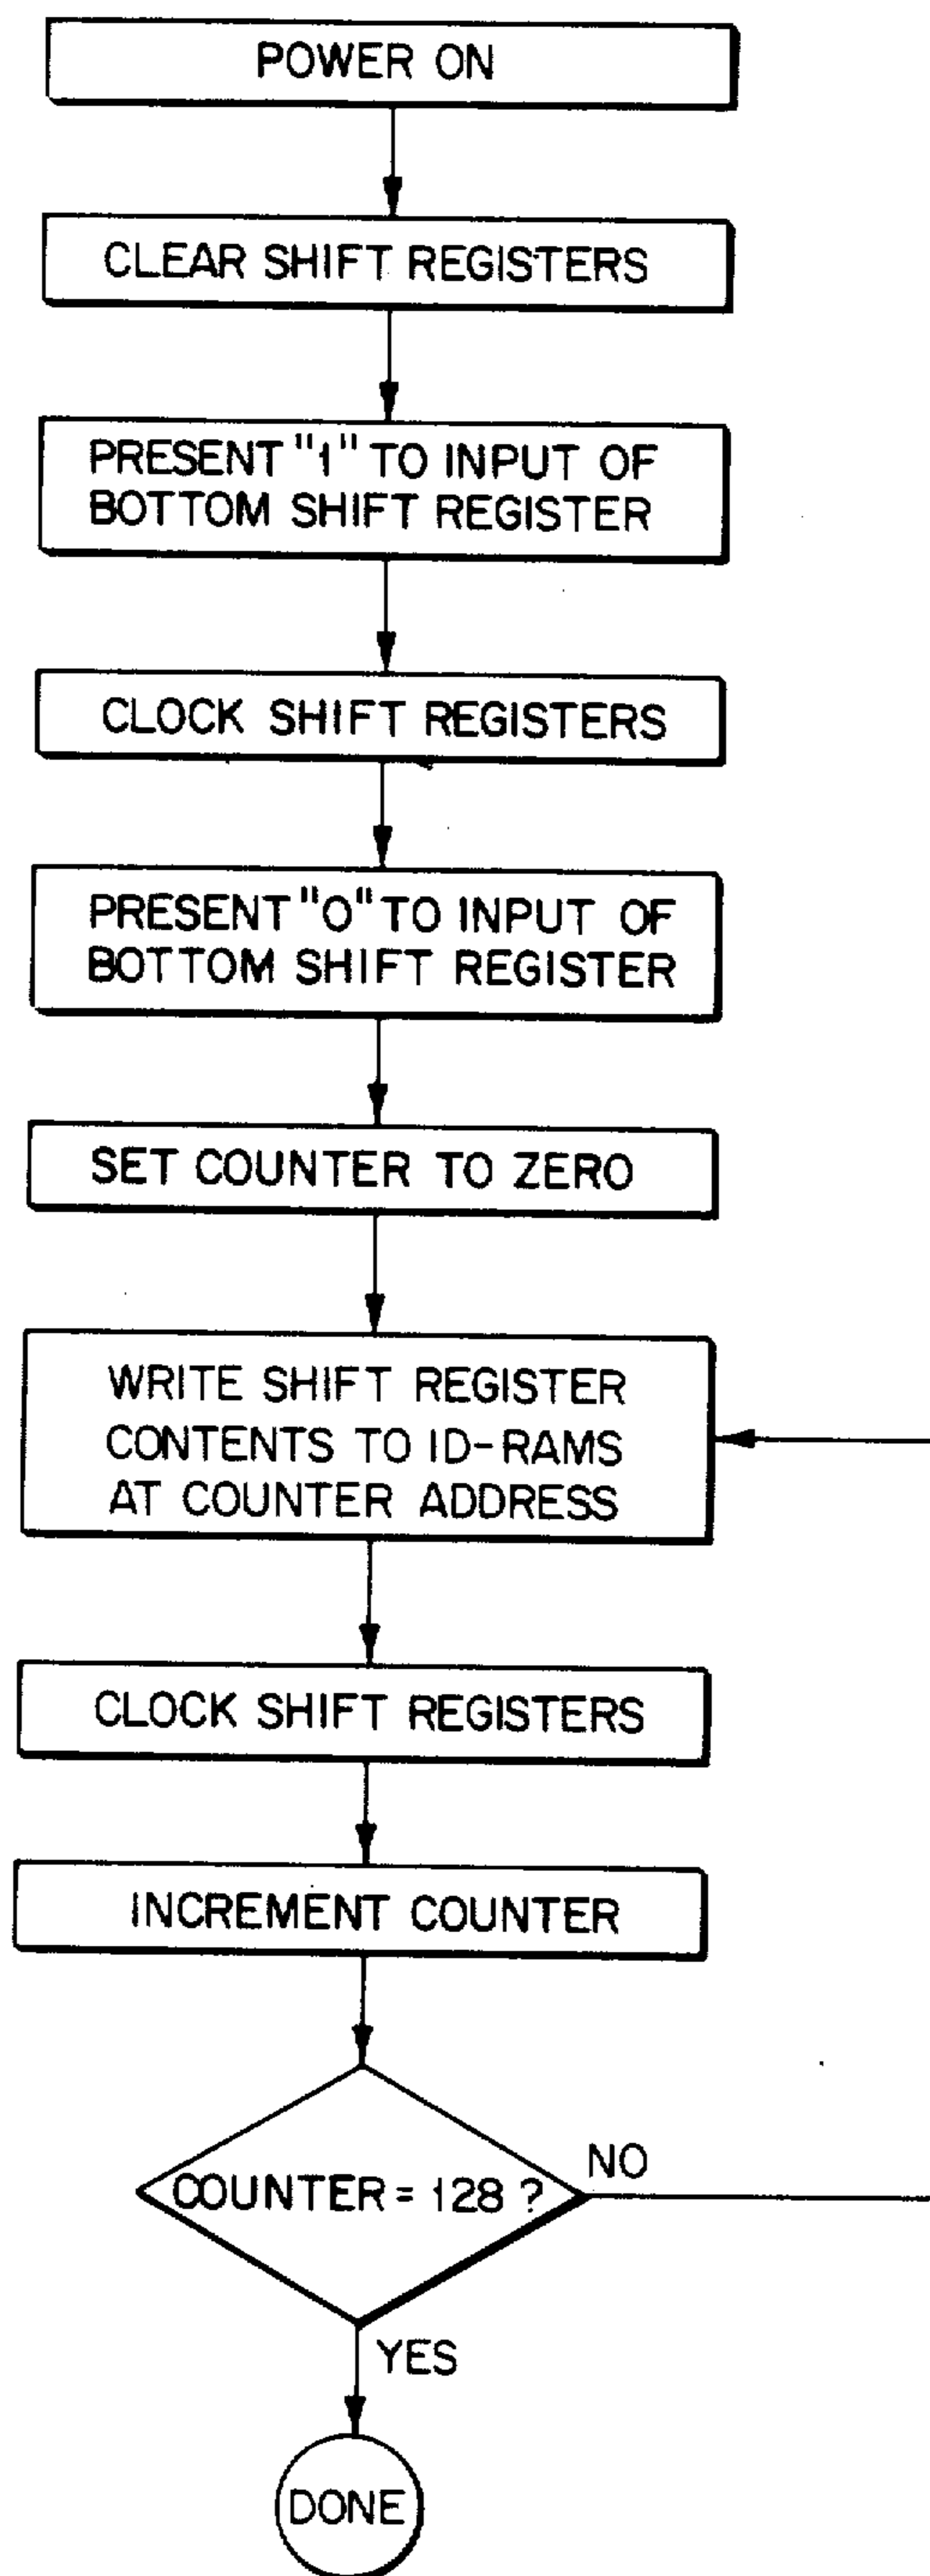 POWER ON
CLEAR SHIFT REGISTERS
PRESENT "1" TO INPUT OF
BOTTOM SHIFT REGISTER
CLOCK SHIFT REGISTERS
PRESENT "0" TO INPUT OF
BOTTOM SHIFT REGISTER
SET COUNTER TO ZERO
WRITE SHIFT REGISTER
CONTENTS TO ID-RAMS
AT COUNTER ADDRESS
CLOCK SHIFT REGISTERS
INCREMENT COUNTER
COUNTER = 128 ?
NO
YES
DONE